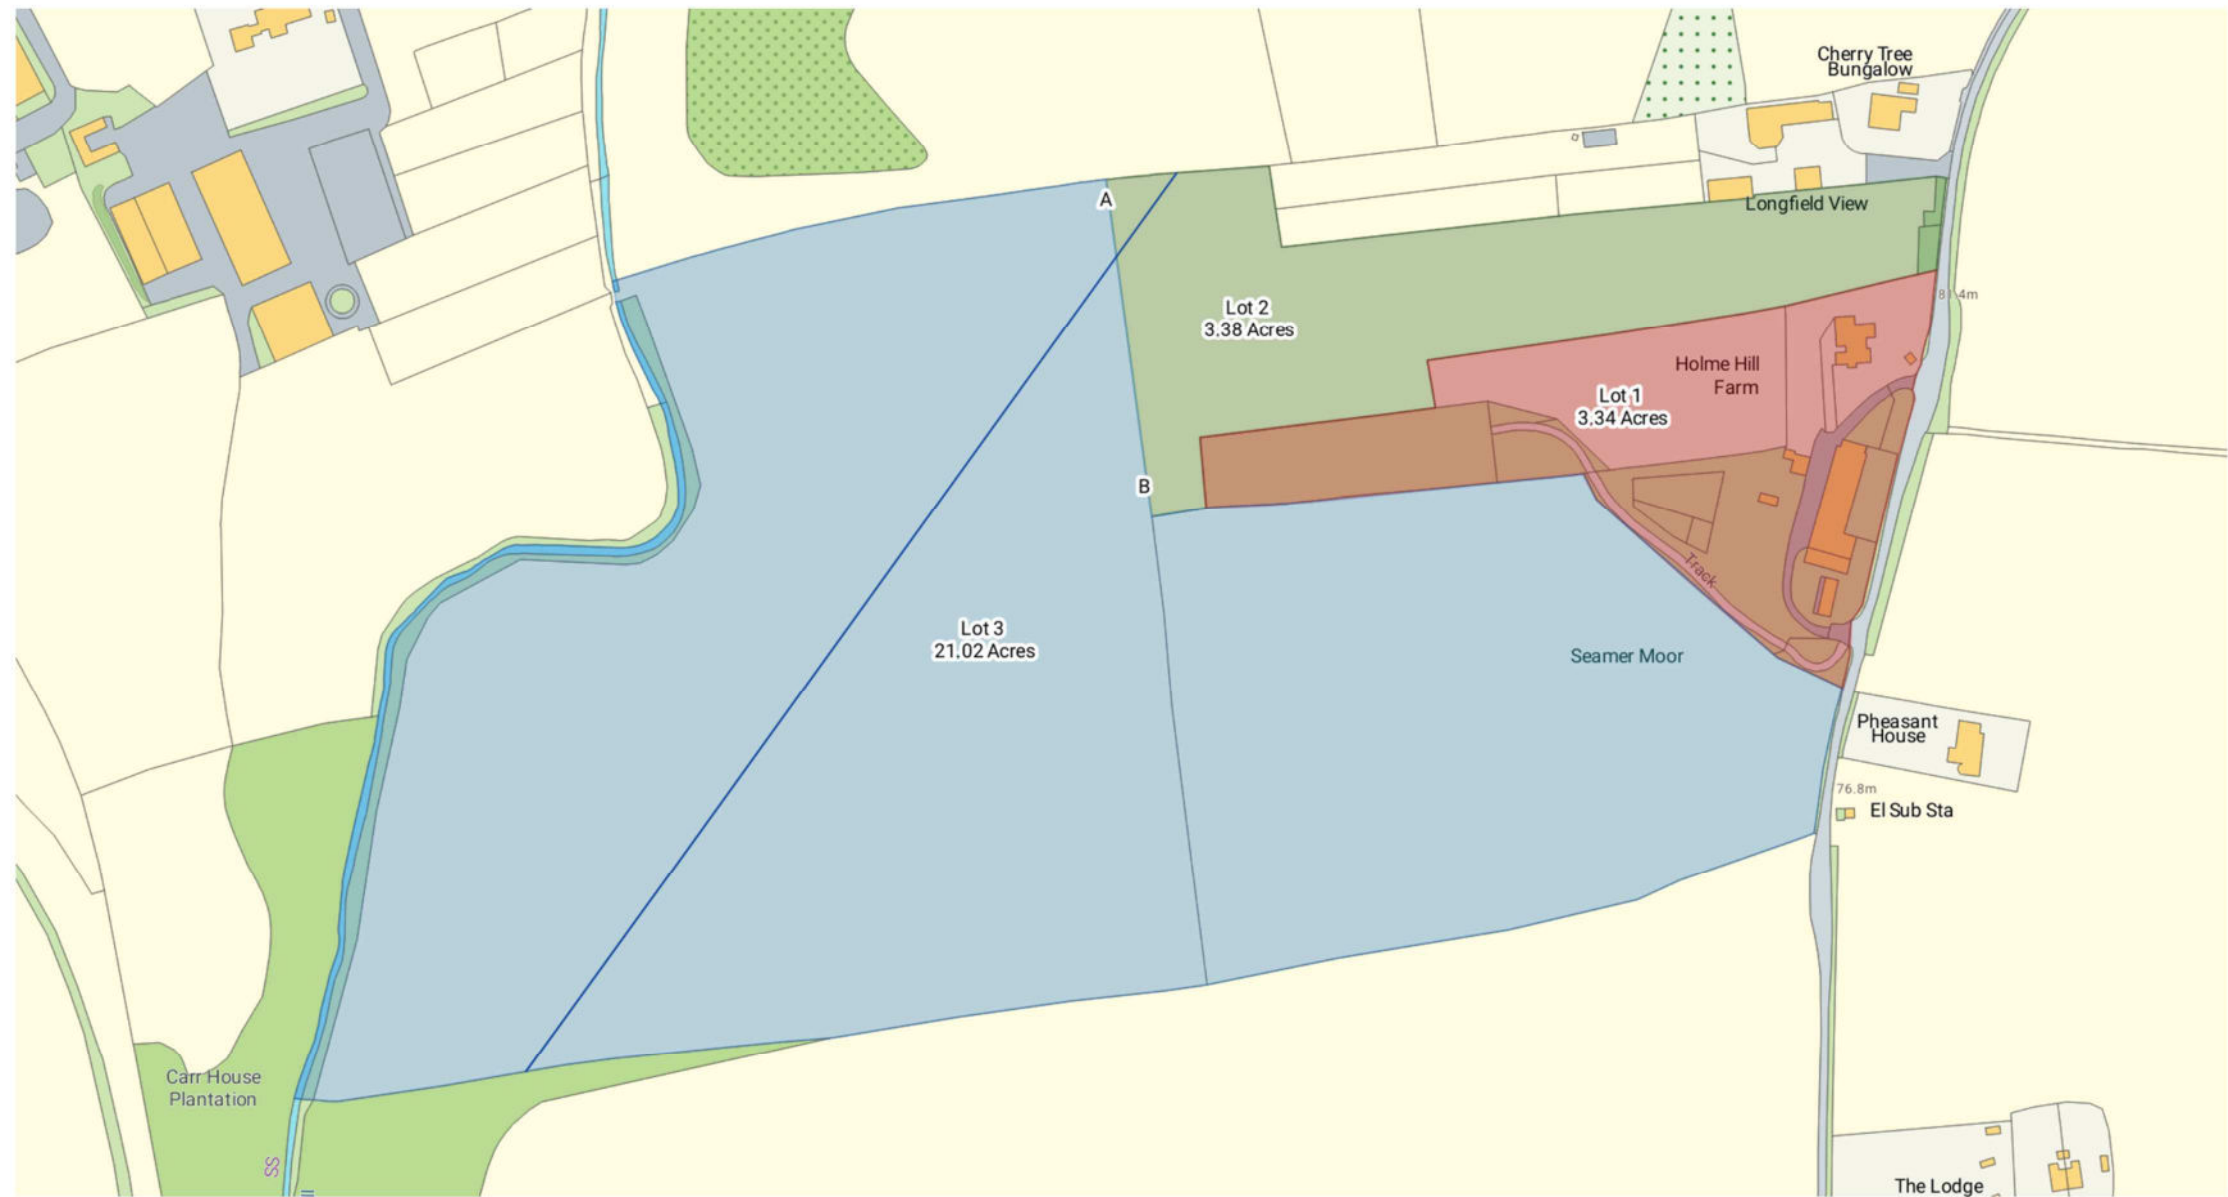 Cherry Tree
Bungalow
A
Longfield View
Lot 2
3.38 Acres
Holme Hill
Farm
Lot 1
3.34 Acres
B
Track
Lot 3
21.02 Acres
Seamer Moor
Pheasant
House
76.8m
El Sub Sta
Carr House
Plantation
SS
The Lodge